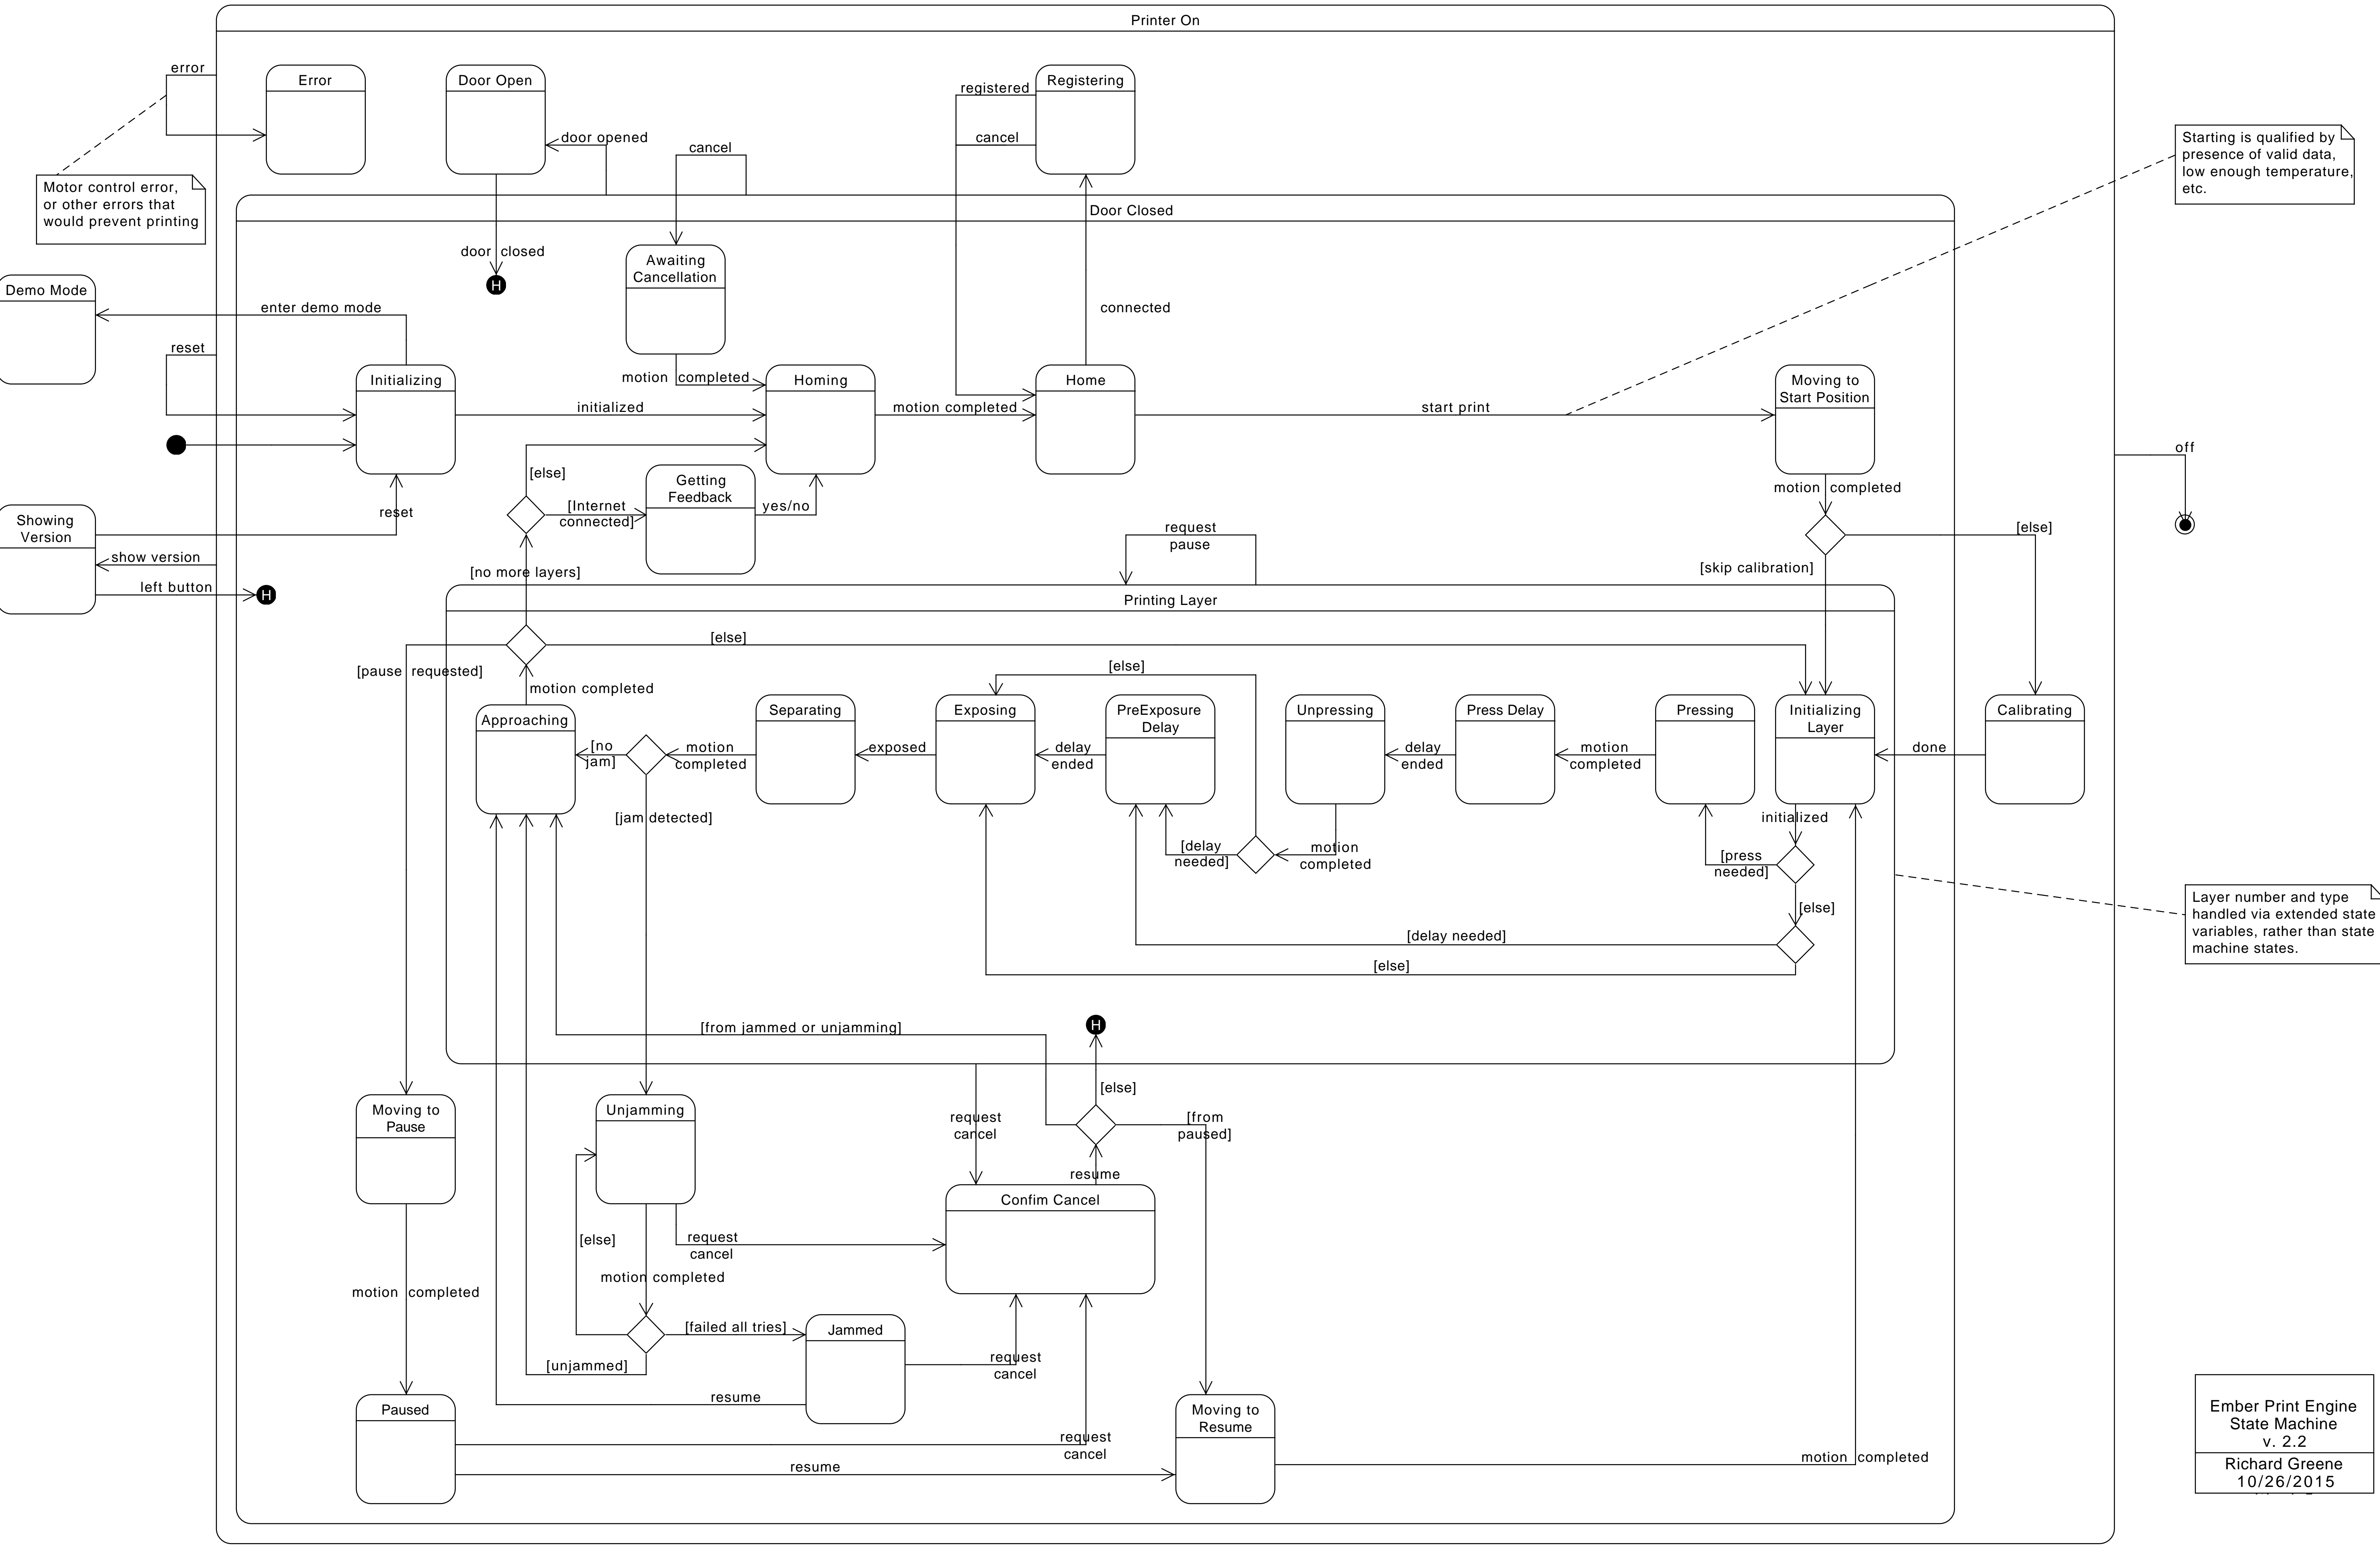 Printer On
error
Error
Door Open
Registering
registered
door opened
cancel
cancel
Starting is qualified by
presence of valid data,
low enough temperature,
etc.
Motor control error,
or other errors that
would prevent printing
Door Closed
door closed
H
Awaiting
Cancellation
Demo Mode
enter demo mode
connected
reset
motion completed
Initializing
Homing
Home
Moving to
Start Position
initialized
motion completed
start print
off
[else]
Getting
Feedback
motion completed
[Internet
connected]
yes/no
reset
Showing
Version
request
pause
[else]
show version
[no more layers]
[skip calibration]
left button
H
Printing Layer
[else]
[pause requested]
[else]
motion completed
Approaching
Separating
Exposing
PreExposure
Delay
Unpressing
Press Delay
Pressing
Initializing
Layer
Calibrating
[no
jam]
motion
completed
exposed
delay
ended
delay
ended
motion
completed
done
[jam detected]
initialized
[delay
needed]
motion
completed
[press
needed]
Layer number and type
handled via extended state
variables, rather than state
machine states.
[else]
[delay needed]
[else]
[from jammed or unjamming]
H
[else]
Moving to
Pause
Unjamming
request
cancel
[from
paused]
resume
Confim Cancel
[else]
request
cancel
motion completed
motion completed
[failed all tries]
Jammed
[unjammed]
request
cancel
resume
Paused
Moving to
Resume
request
cancel
resume
motion completed
Ember Print Engine
State Machine
v. 2.2
Richard Greene
10/26/2015